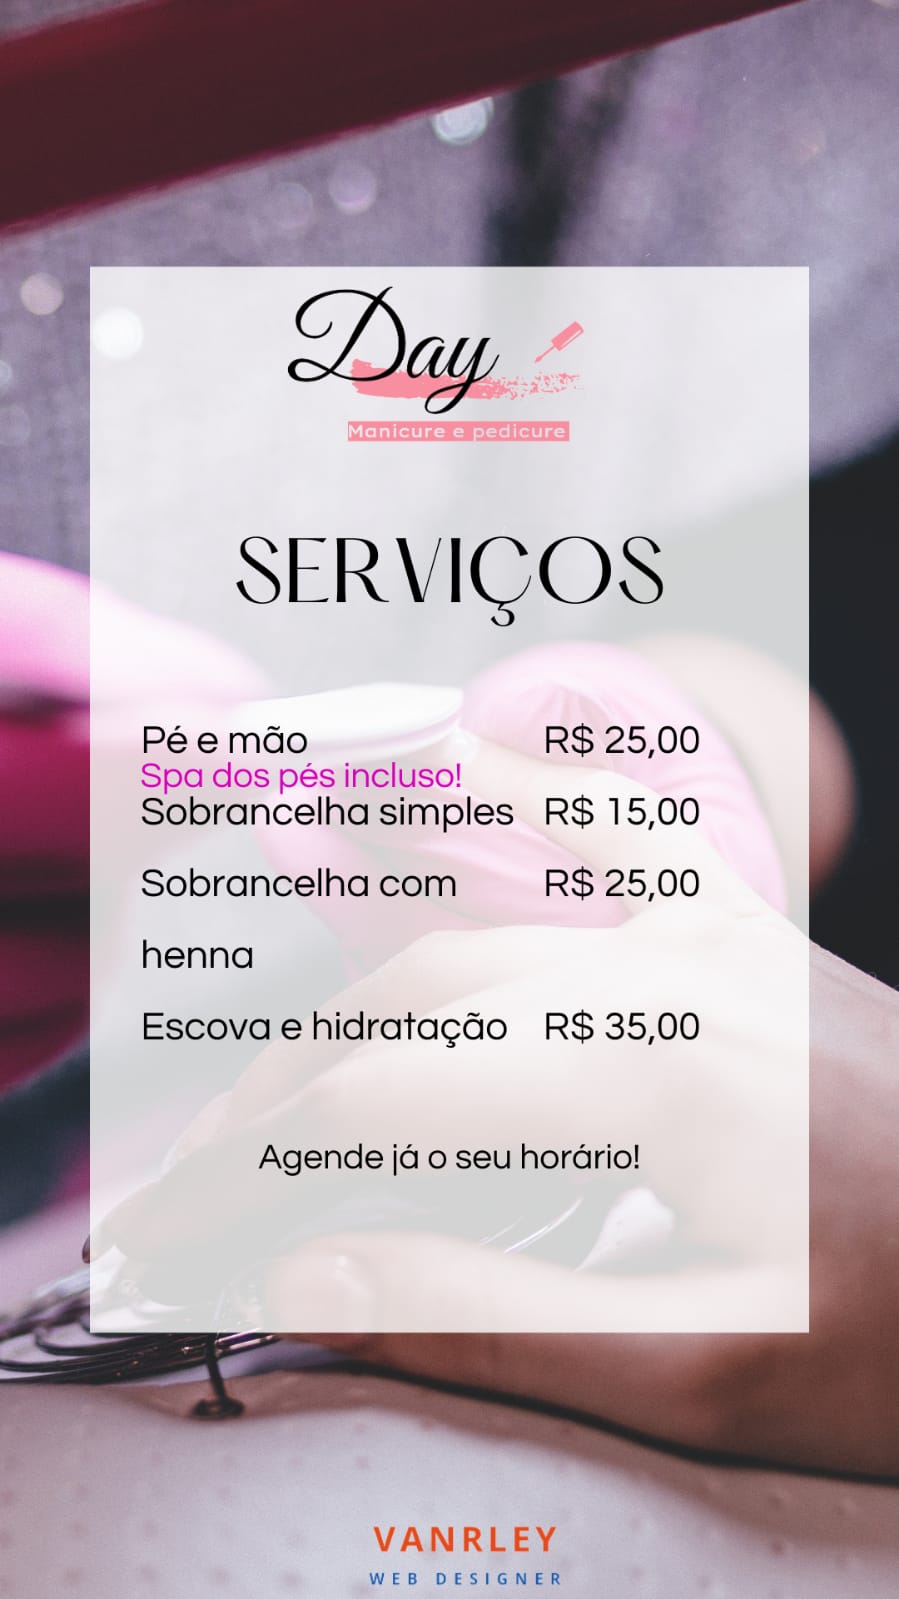 Day
Manicure e pedicure
SERVIÇOS
Pé e mão R$ 25,00
Spa dos pés incluso!
Sobrancelha simples R$ 15,00
Sobrancelha com R$ 25,00
henna
Escova e hidratação R$ 35,00
Agende já o seu horário!
VANRLEY
WEB DESIGNER